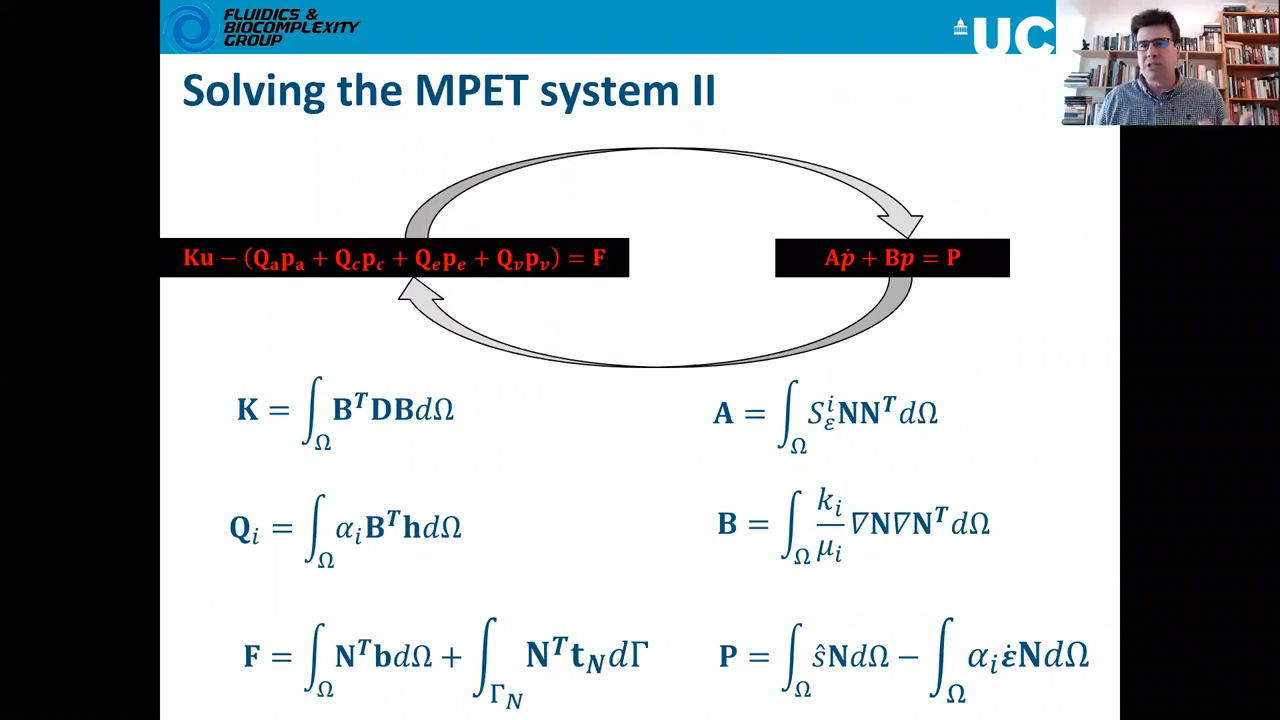 FLUIDICS &
BIOCOMPLEXITY
GROUP
UC
Solving the MPET system II
Ku − (Qₐpₐ + Q_c p_c + Q_e p_e + Q_v p_v) = F
Aṗ + Bp = P
K = ∫_Ω B^T DB dΩ
A = ∫_Ω S_ε^i NN^T dΩ
Q_i = ∫_Ω α_i B^T h dΩ
B = ∫_Ω k_i/μ_i ∇N∇N^T dΩ
F = ∫_Ω N^T b dΩ + ∫_{Γ_N} N^T t_N dΓ
P = ∫_Ω ŝN dΩ − ∫_Ω α_i ε̇N dΩ